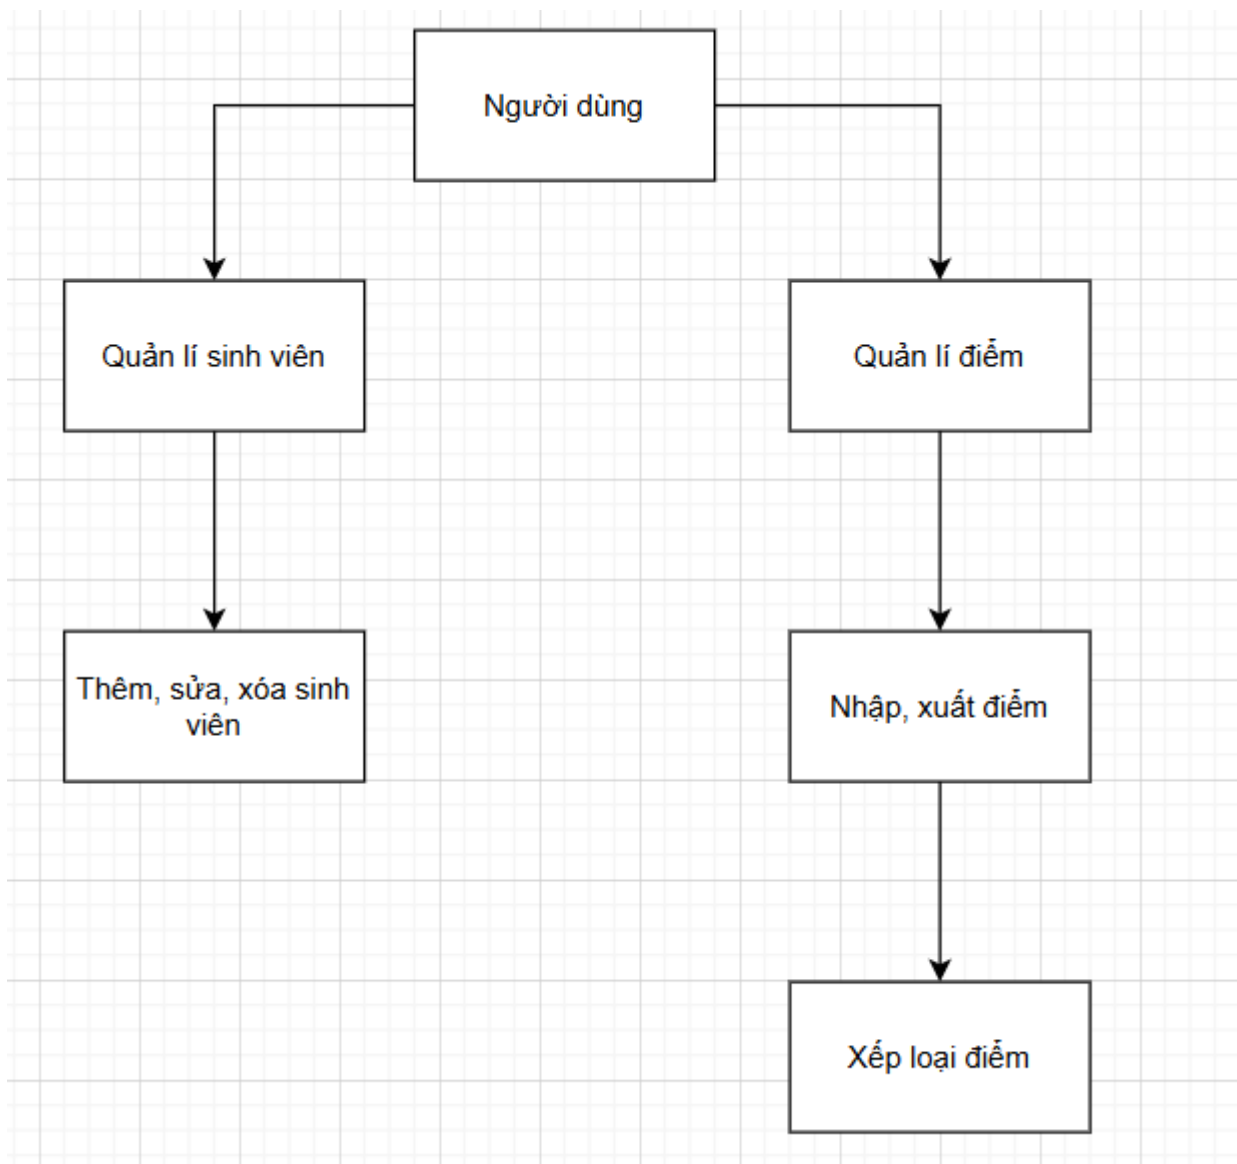 Người dùng
Quản lí sinh viên
Quản lí điểm
Thêm, sửa, xóa sinh
viên
Nhập, xuất điểm
Xếp loại điểm